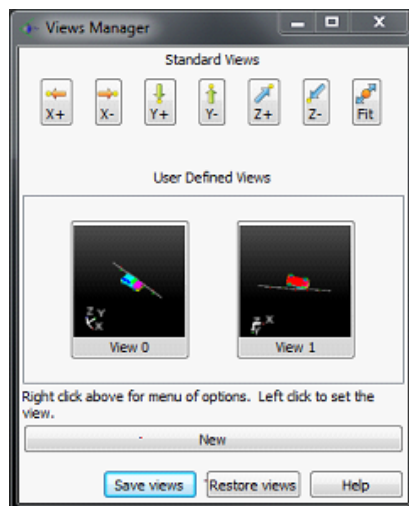 Views Manager
Standard Views
X+ X- Y+ Y- Z+ Z- Fit
User Defined Views
Z Y X X
View 0 View 1
Right click above for menu of options. Left click to set the
view.
New
Save views Restore views Help